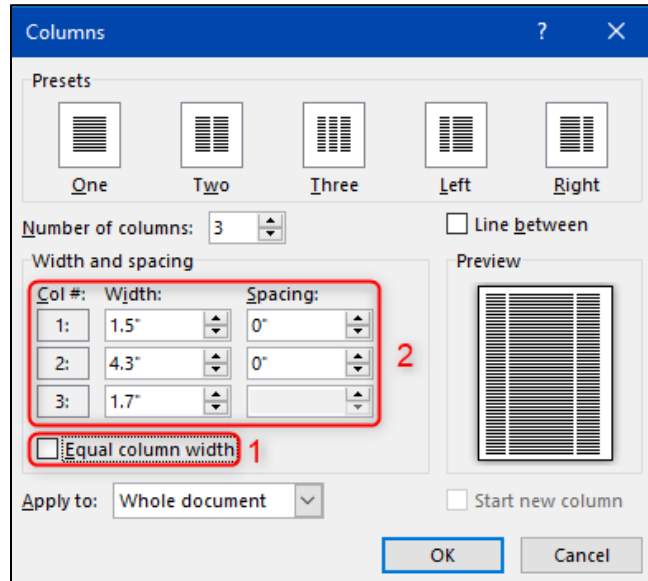 Columns ?
Presets
One Two Three Left Right
Number of columns: 3 Line between
Width and spacing Preview
Col #: Width: Spacing:
1: 1.5" 0"
2: 4.3" 0" 2
3: 1.7"
Equal column width 1
Apply to: Whole document Start new column
OK Cancel